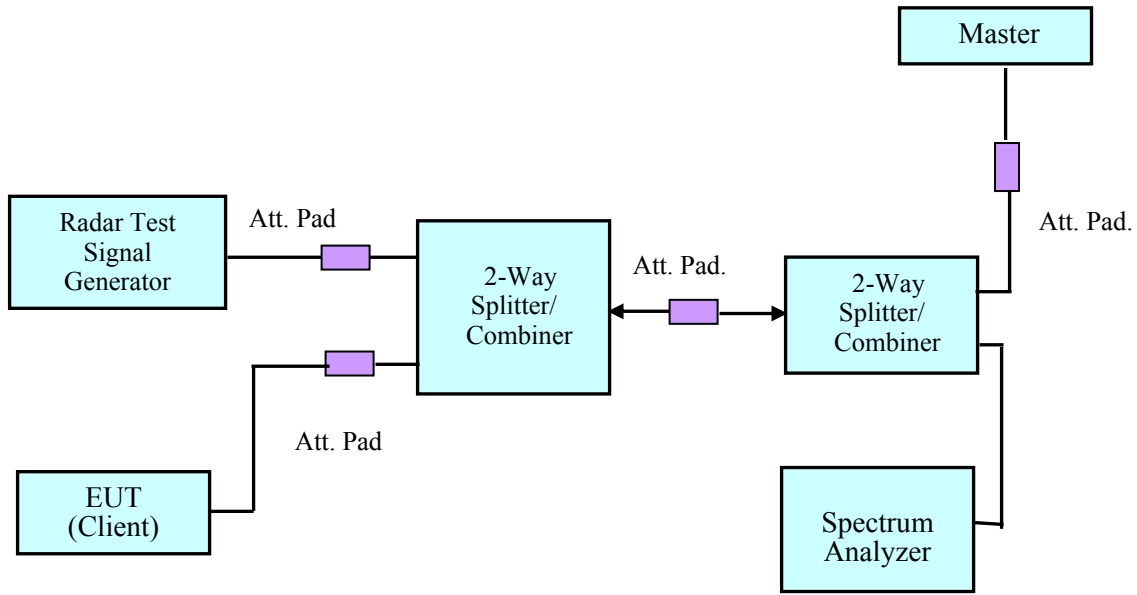 Master
Att. Pad.
Radar Test
Signal
Generator
Att. Pad
2-Way
Splitter/
Combiner
Att. Pad.
2-Way
Splitter/
Combiner
Att. Pad
EUT
(Client)
Spectrum
Analyzer